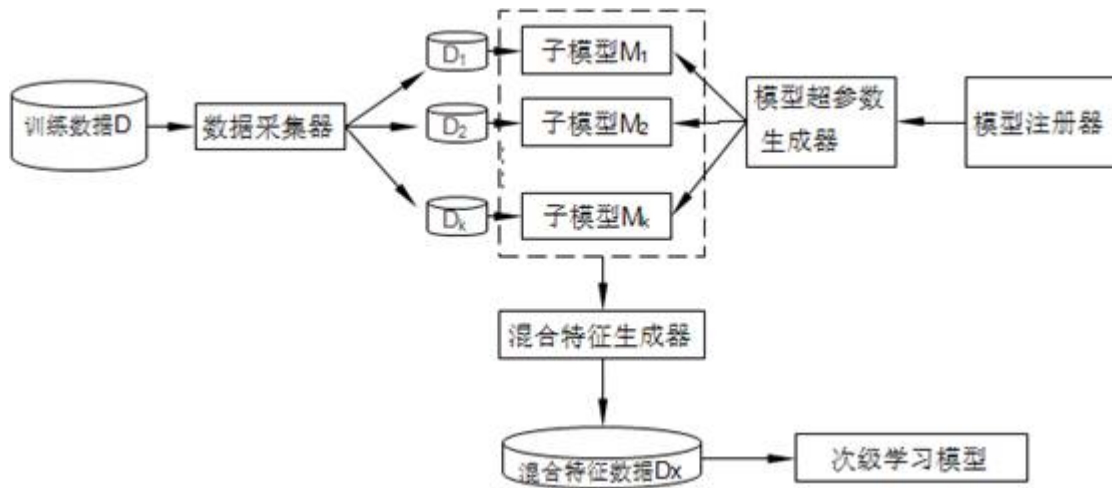 训练数据D
数据采集器
D₁
D₂
Dₖ
子模型M₁
子模型M₂
子模型Mₖ
模型超参数
生成器
模型注册器
混合特征生成器
混合特征数据Dx
次级学习模型